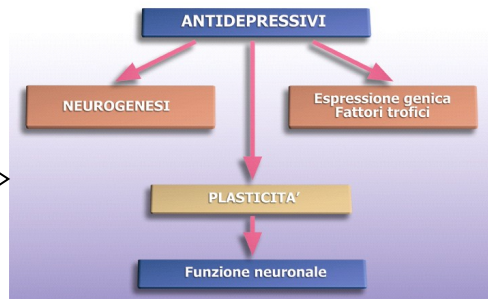 ANTIDEPRESSIVI
NEUROGENESI
Espressione genica
Fattori trofici
PLASTICITA'
Funzione neuronale